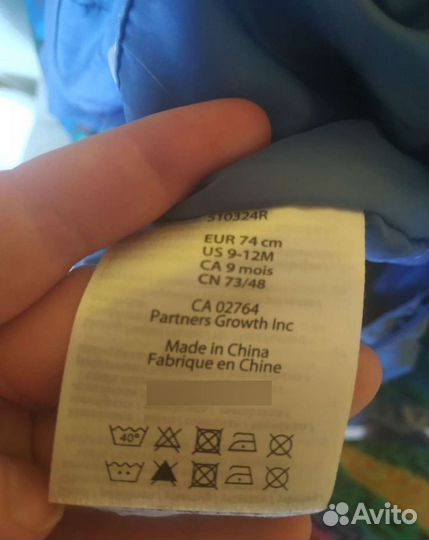 510324R
EUR 74 cm
US 9-12M
CA 9 mois
CN 73/48
CA 02764
Partners Growth Inc
Made in China
Fabrique en Chine
40°
Avito